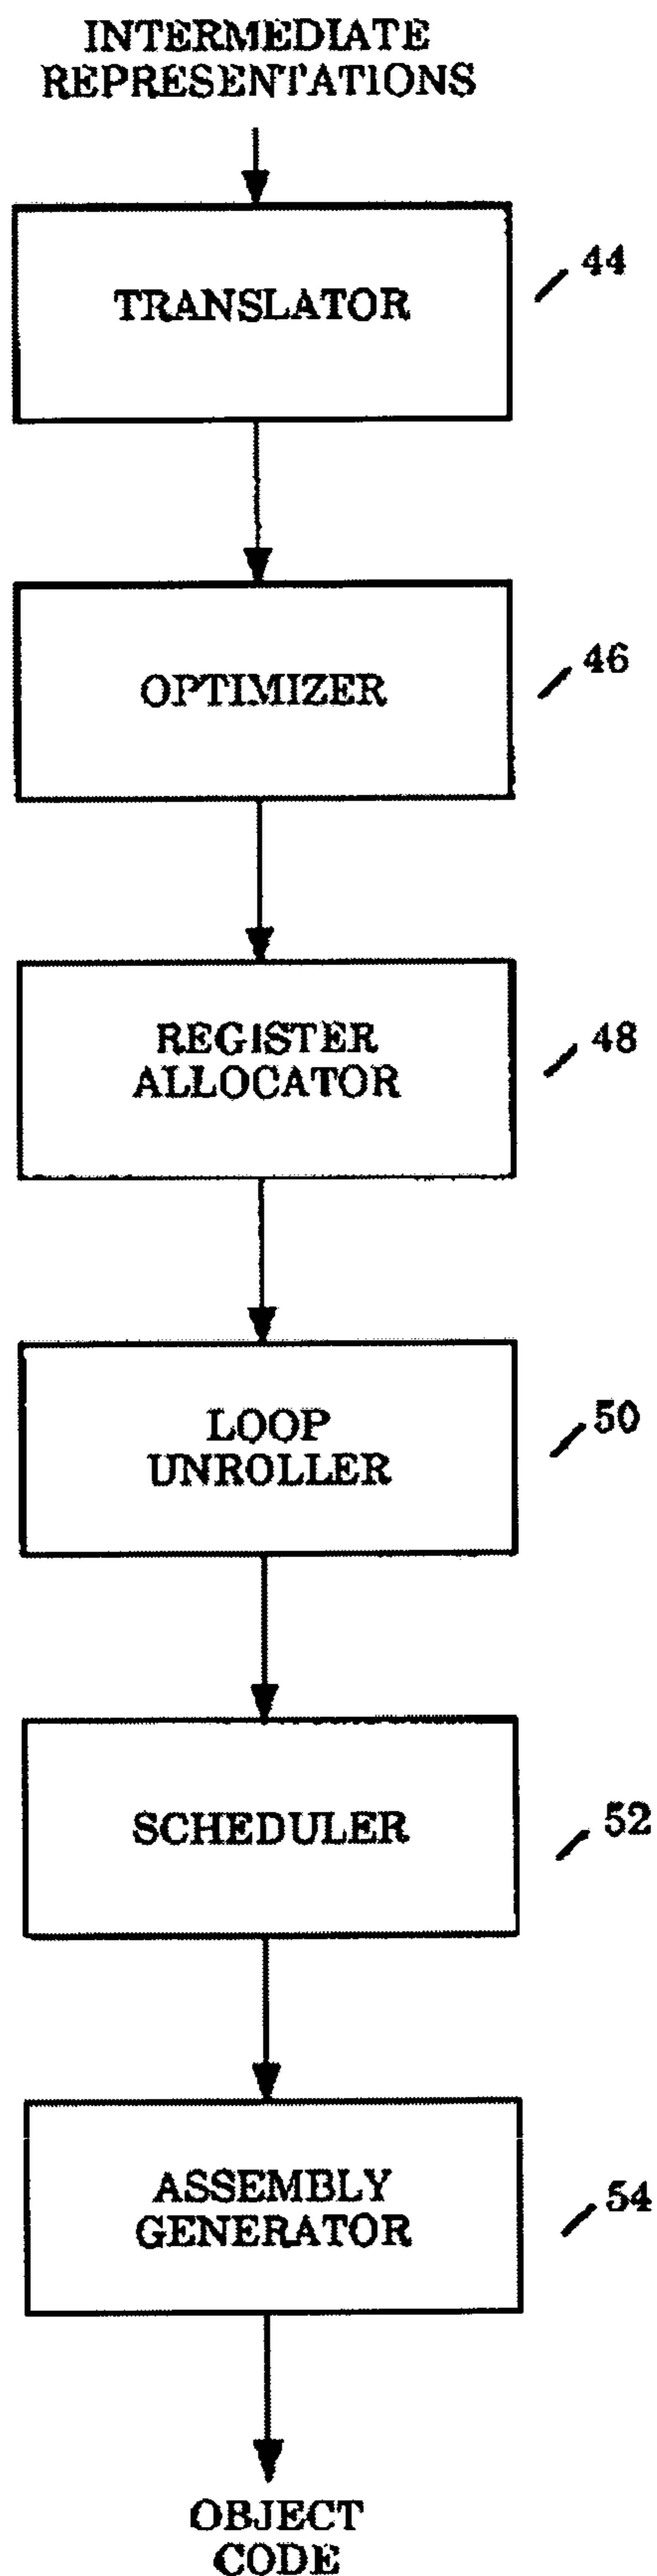 INTERMEDIATE
REPRESENTATIONS
TRANSLATOR
44
OPTIMIZER
46
REGISTER
ALLOCATOR
48
LOOP
UNROLLER
50
SCHEDULER
52
ASSEMBLY
GENERATOR
54
OBJECT
CODE